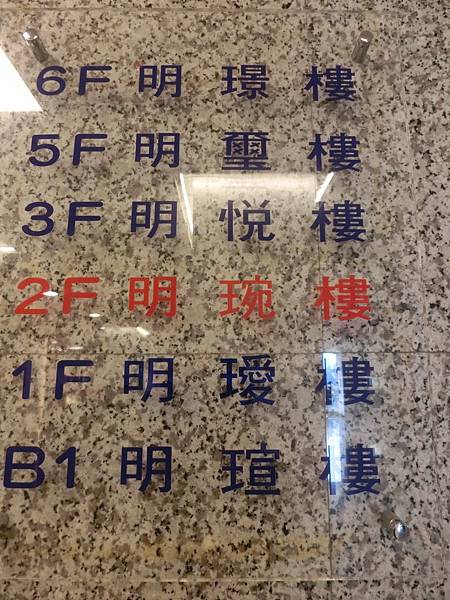 6F 明 璟 樓
5F 明 璽 樓
3F 明 悦 樓
2F 明 琬 樓
1F 明 璦 樓
B1 明 瑄 樓